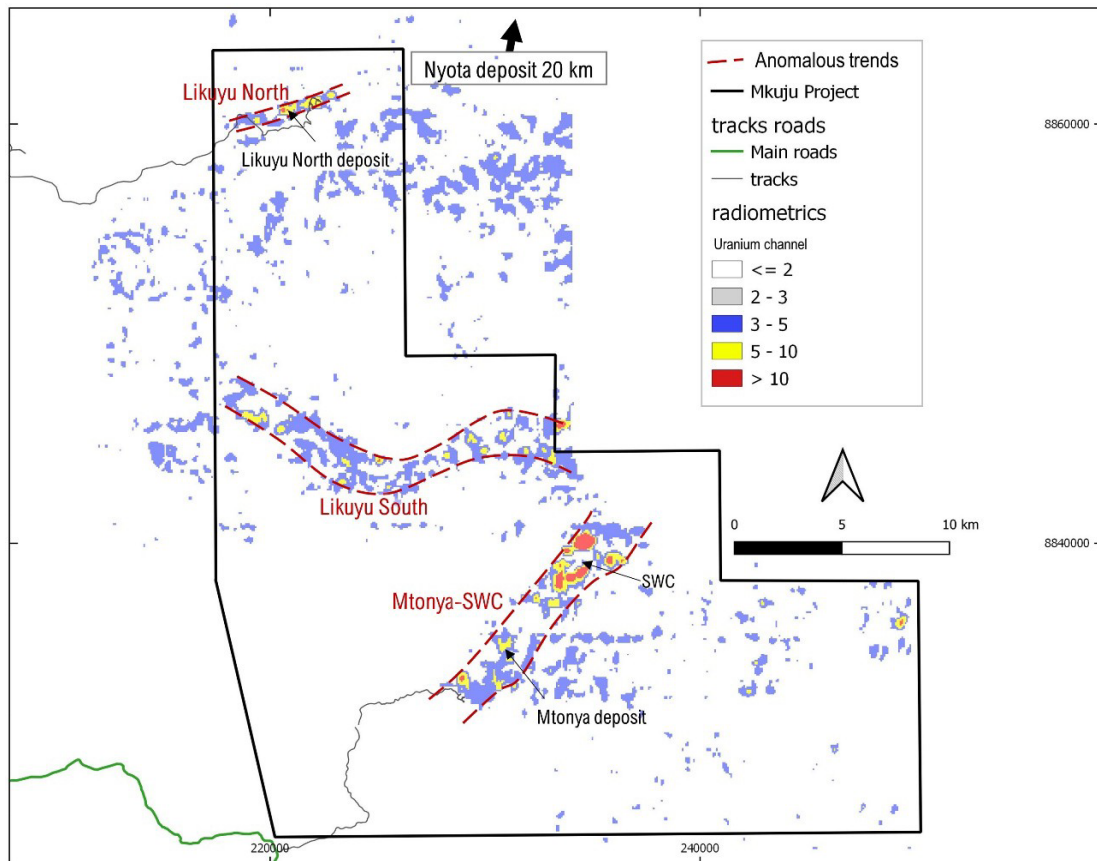 Nyota deposit 20 km
Likuyu North
Likuyu North deposit
Anomalous trends
Mkuju Project
tracks roads
Main roads
tracks
radiometrics
Uranium channel
<= 2
2 - 3
3 - 5
5 - 10
> 10
8860000
Likuyu South
0 5 10 km
8840000
SWC
Mtonya-SWC
Mtonya deposit
220000
240000